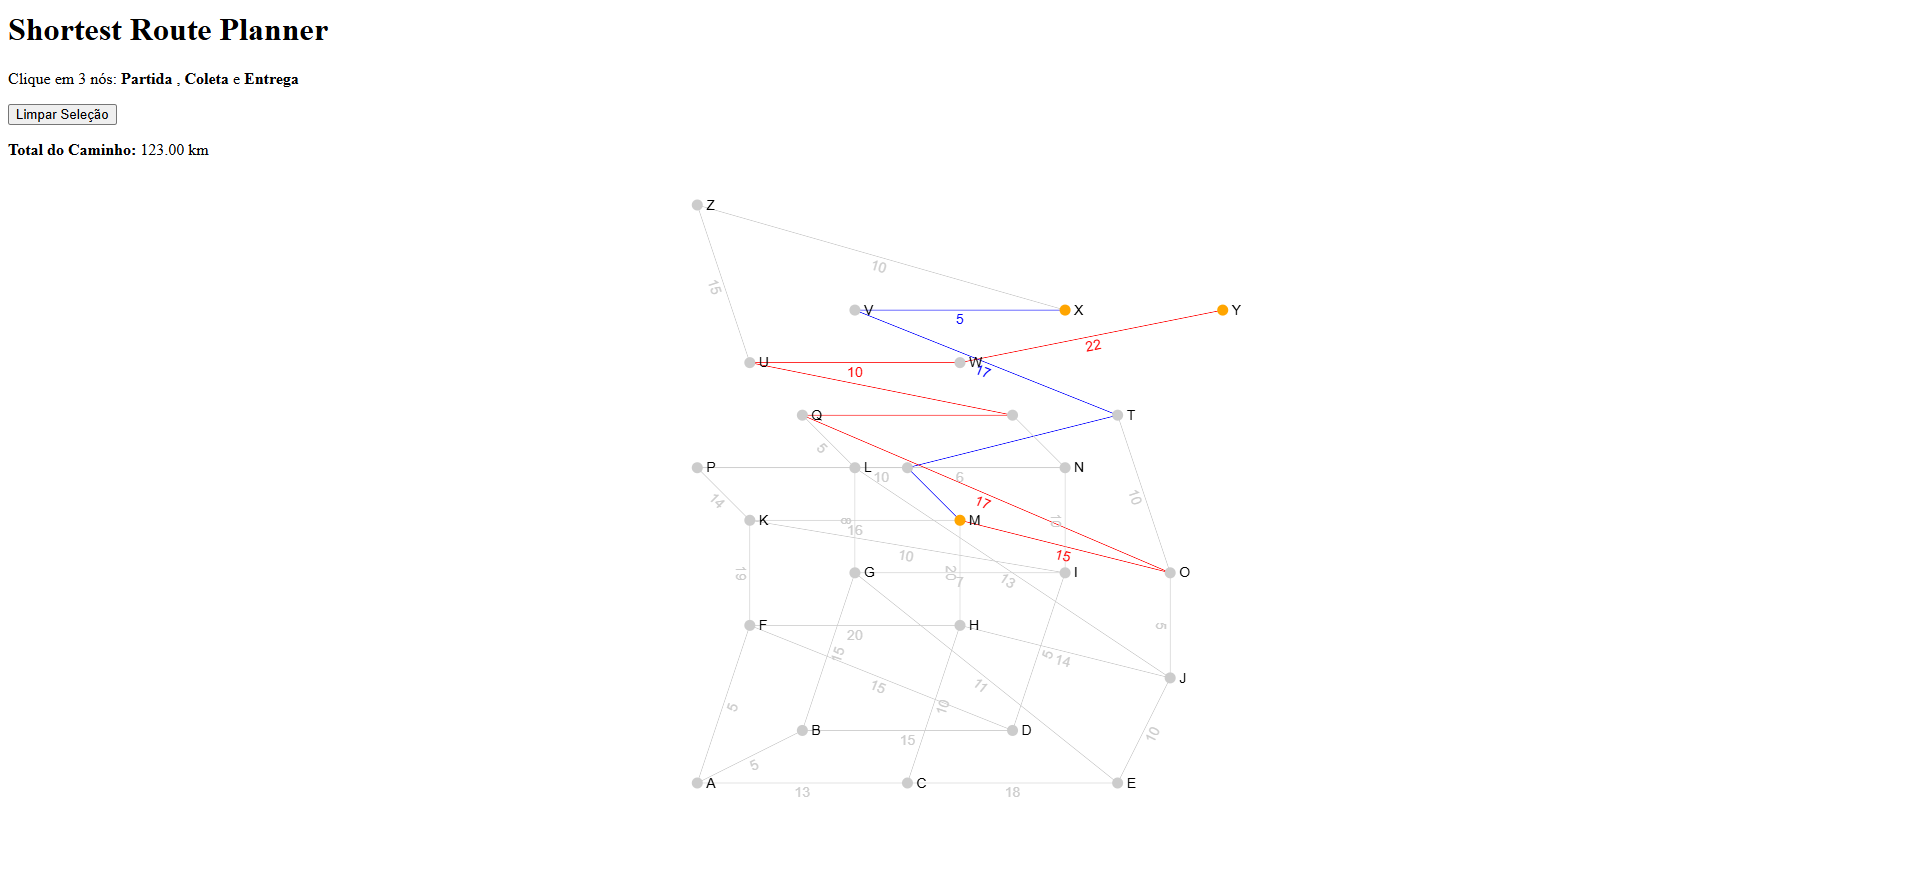 Shortest Route Planner
Clique em 3 nós: Partida , Coleta e Entrega
Limpar Seleção
Total do Caminho: 123.00 km
Z
10
15
V
X
Y
5
22
U
W
10
17
Q
T
5
P
L
N
10
6
14
17
10
K
M
8
16
10
10
15
G
I
O
19
20
7
13
F
H
20
5
15
5
14
J
15
11
5
10
B
D
15
10
5
A
C
E
13
18